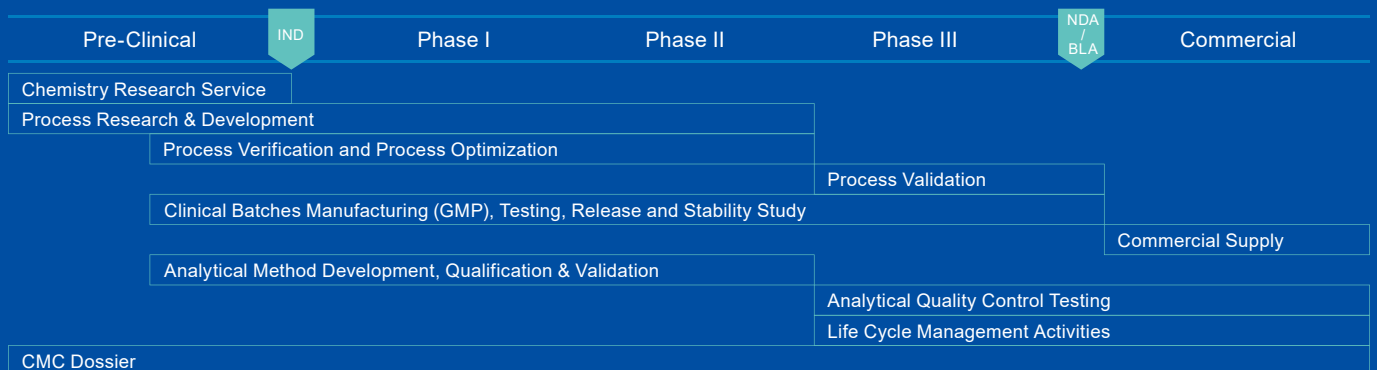 Pre-Clinical
IND
Phase I
Phase II
Phase III
NDA
/
BLA
Commercial
Chemistry Research Service
Process Research & Development
Process Verification and Process Optimization
Process Validation
Clinical Batches Manufacturing (GMP), Testing, Release and Stability Study
Commercial Supply
Analytical Method Development, Qualification & Validation
Analytical Quality Control Testing
Life Cycle Management Activities
CMC Dossier